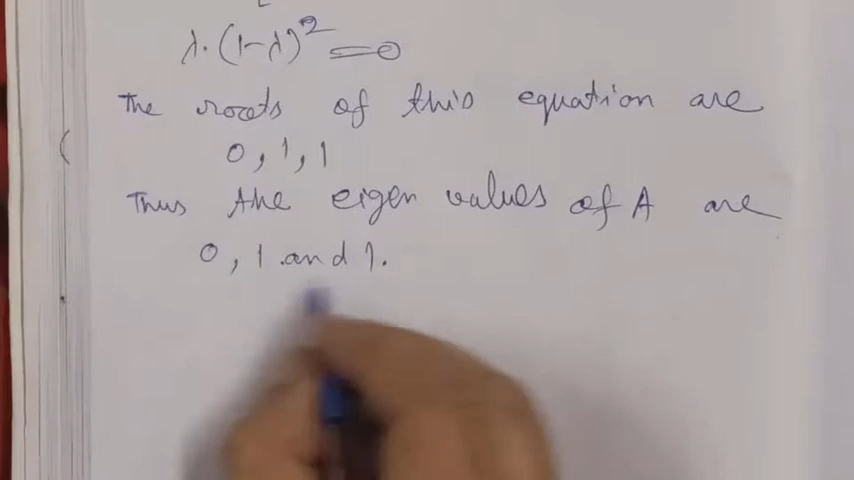 λ·(1-λ)² = 0
The roots of this equation are
0, 1, 1
Thus the eigen values of A are
0, 1 and 1.